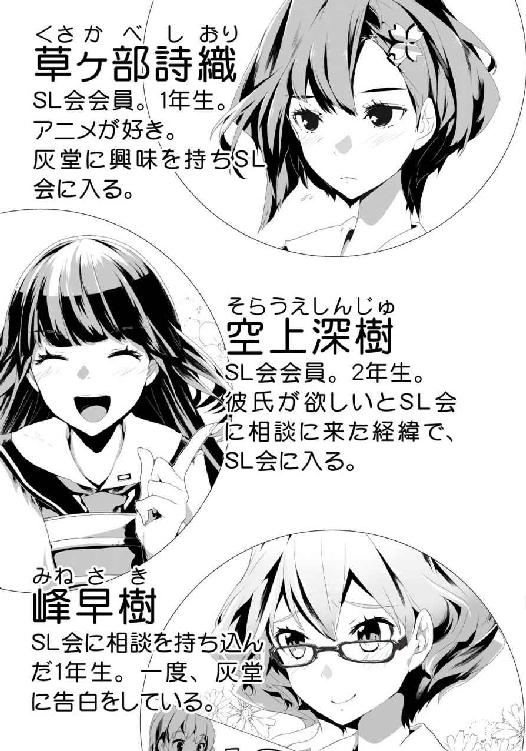 くさかべしおり
草ヶ部詩織
SL会会員。1年生。
アニメが好き。
灰堂に興味を持ちSL
会に入る。
そらうえしんじゅ
空上深樹
SL会会員。2年生。
彼氏が欲しいとSL会
に相談に来た経緯で、
SL会に入る。
みねさき
峰早樹
SL会に相談を持ち込ん
だ1年生。一度、灰堂
に告白をしている。